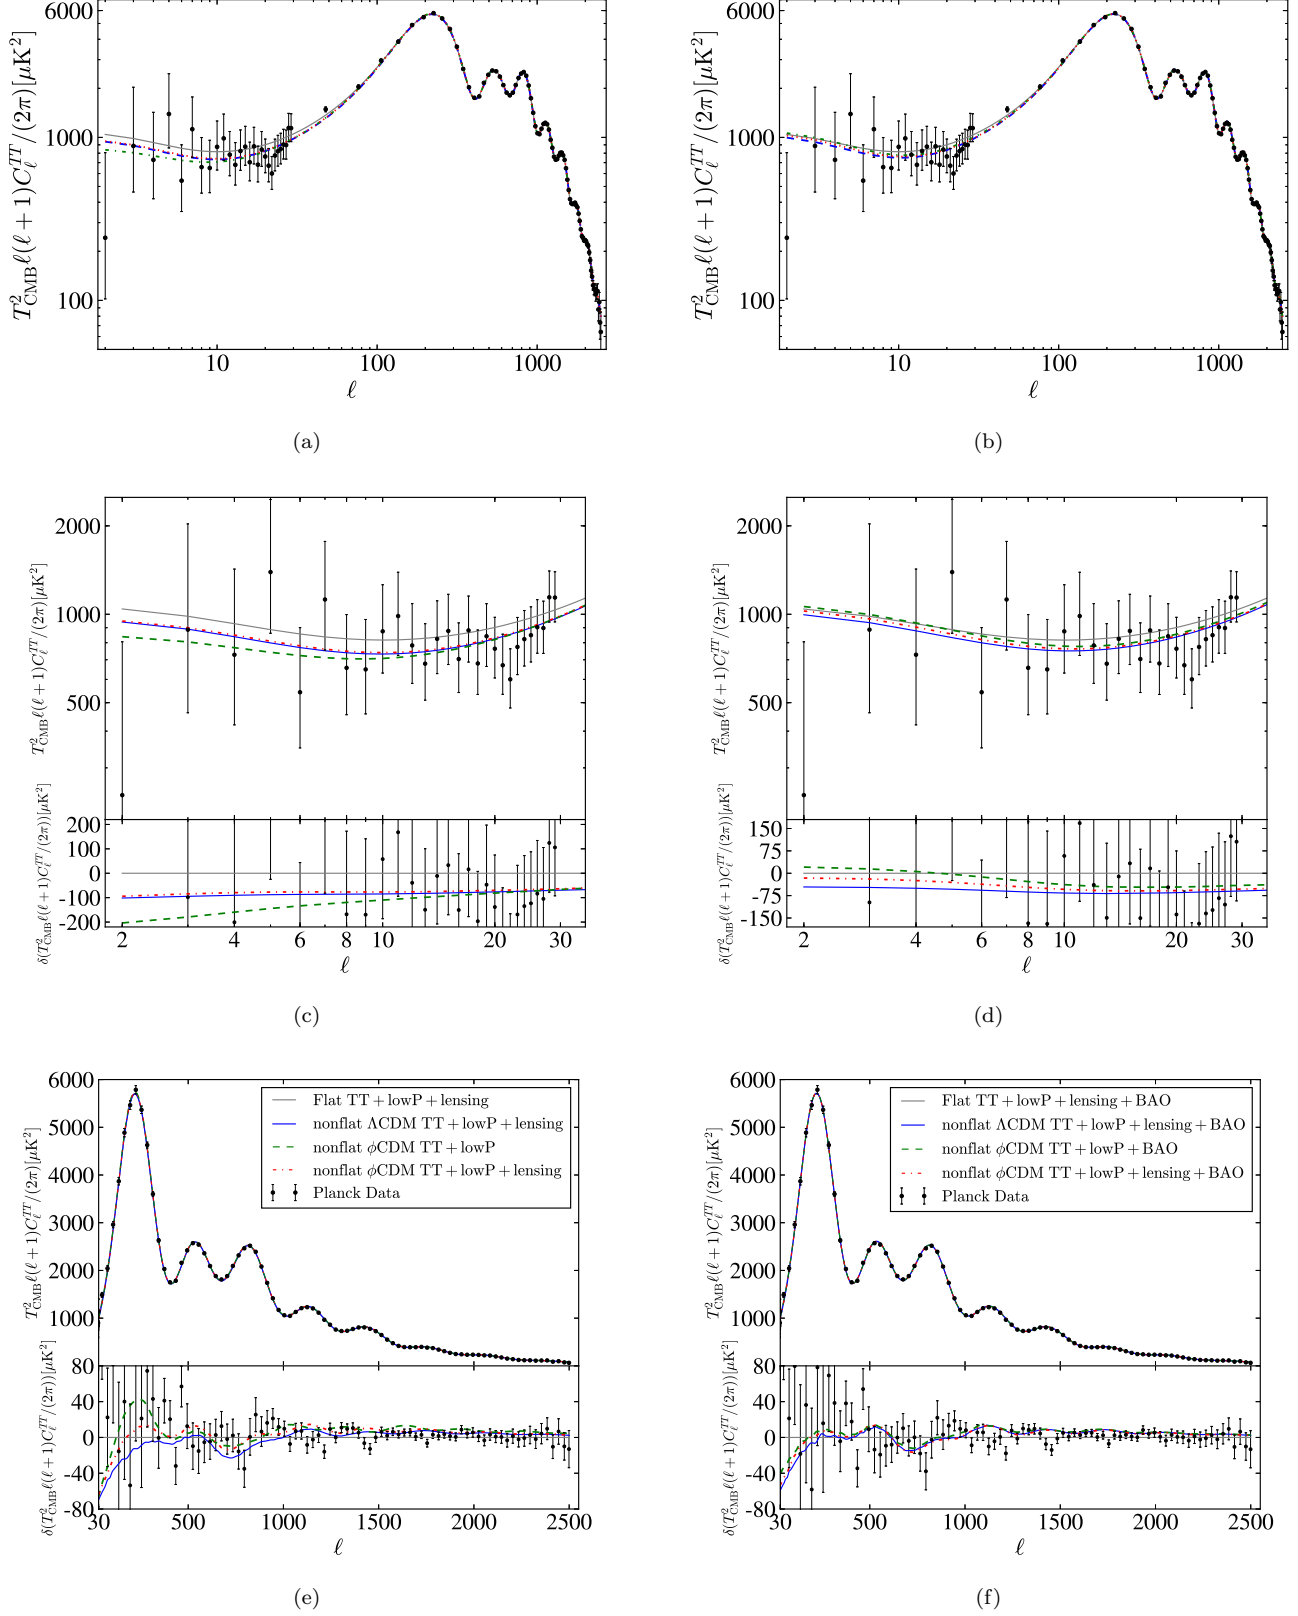 6000
1000
100
T²_CMB ℓ(ℓ + 1)C_ℓ^TT/(2π)[μK²]
10 100 1000
ℓ
(a)
6000
1000
100
T²_CMB ℓ(ℓ + 1)C_ℓ^TT/(2π)[μK²]
10 100 1000
ℓ
(b)
2000
1000
500
T²_CMB ℓ(ℓ + 1)C_ℓ^TT/(2π)[μK²]
200
100
0
-100
-200
δ(T²_CMB ℓ(ℓ + 1)C_ℓ^TT/(2π))[μK²]
2 4 6 8 10 20 30
ℓ
(c)
2000
1000
500
T²_CMB ℓ(ℓ + 1)C_ℓ^TT/(2π)[μK²]
150
75
0
-75
-150
δ(T²_CMB ℓ(ℓ + 1)C_ℓ^TT/(2π))[μK²]
2 4 6 8 10 20 30
ℓ
(d)
6000
5000
4000
3000
2000
1000
T²_CMB ℓ(ℓ + 1)C_ℓ^TT/(2π)[μK²]
Flat TT + lowP + lensing
nonflat ΛCDM TT + lowP + lensing
nonflat ϕCDM TT + lowP
nonflat ϕCDM TT + lowP + lensing
Planck Data
80
40
0
-40
-80
δ(T²_CMB ℓ(ℓ + 1)C_ℓ^TT/(2π))[μK²]
30 500 1000 1500 2000 2500
ℓ
(e)
6000
5000
4000
3000
2000
1000
T²_CMB ℓ(ℓ + 1)C_ℓ^TT/(2π)[μK²]
Flat TT + lowP + lensing + BAO
nonflat ΛCDM TT + lowP + lensing + BAO
nonflat ϕCDM TT + lowP + BAO
nonflat ϕCDM TT + lowP + lensing + BAO
Planck Data
80
40
0
-40
-80
δ(T²_CMB ℓ(ℓ + 1)C_ℓ^TT/(2π))[μK²]
30 500 1000 1500 2000 2500
ℓ
(f)